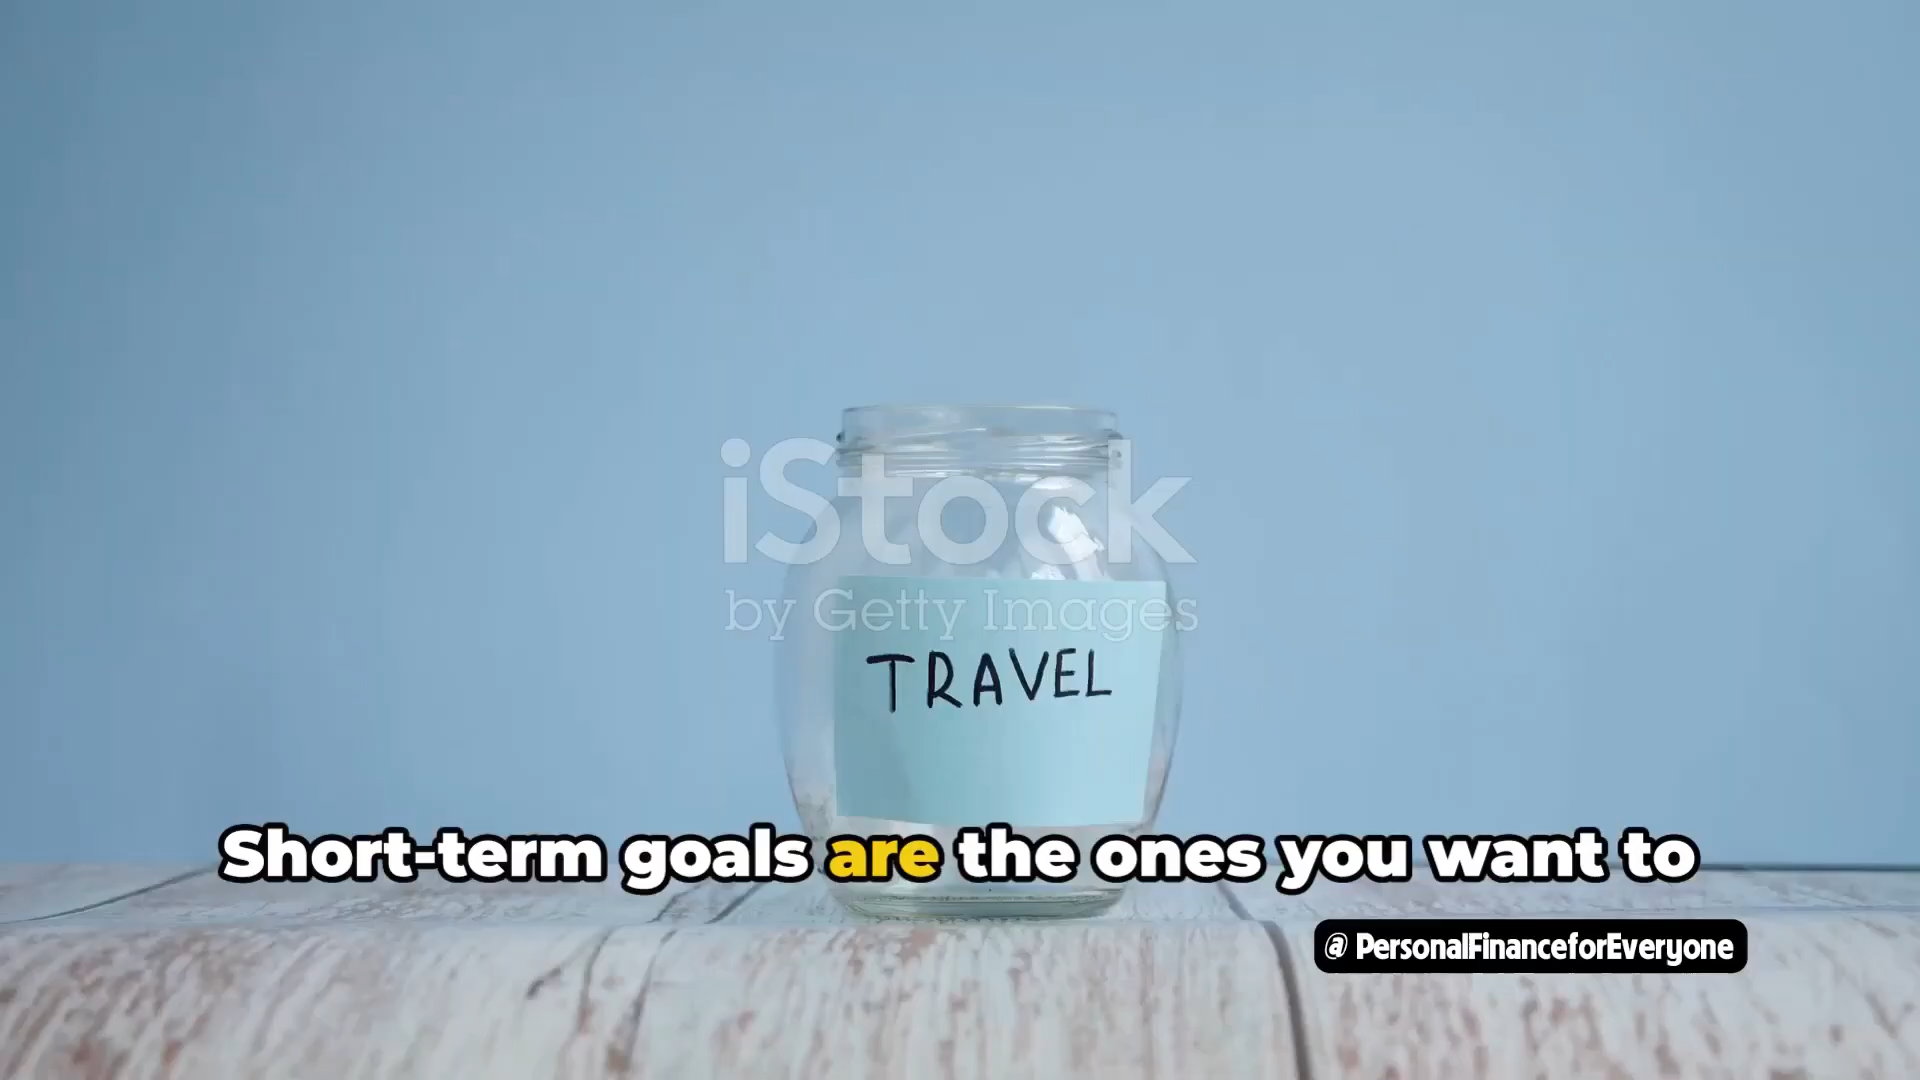 iStock
by Getty Images
TRAVEL
Short-term goals are the ones you want to
@ PersonalFinanceforEveryone